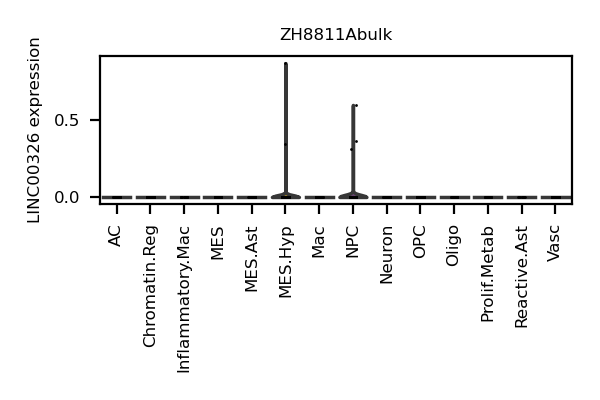 ZH8811Abulk
LINC00326 expression
0.5
0.0
AC
Chromatin.Reg
Inflammatory.Mac
MES
MES.Ast
MES.Hyp
Mac
NPC
Neuron
OPC
Oligo
Prolif.Metab
Reactive.Ast
Vasc